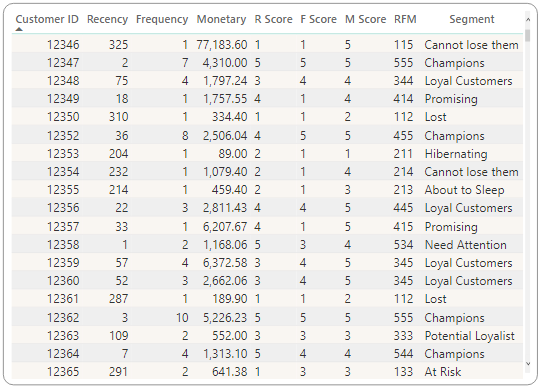 Customer ID Recency Frequency Monetary R Score F Score M Score RFM Segment
12346 325 1 77,183.60 1 1 5 115 Cannot lose them
12347 2 7 4,310.00 5 5 5 555 Champions
12348 75 4 1,797.24 3 4 4 344 Loyal Customers
12349 18 1 1,757.55 4 1 4 414 Promising
12350 310 1 334.40 1 1 2 112 Lost
12352 36 8 2,506.04 4 5 5 455 Champions
12353 204 1 89.00 2 1 1 211 Hibernating
12354 232 1 1,079.40 2 1 4 214 Cannot lose them
12355 214 1 459.40 2 1 3 213 About to Sleep
12356 22 3 2,811.43 4 4 5 445 Loyal Customers
12357 33 1 6,207.67 4 1 5 415 Promising
12358 1 2 1,168.06 5 3 4 534 Need Attention
12359 57 4 6,372.58 3 4 5 345 Loyal Customers
12360 52 3 2,662.06 3 4 5 345 Loyal Customers
12361 287 1 189.90 1 1 2 112 Lost
12362 3 10 5,226.23 5 5 5 555 Champions
12363 109 2 552.00 3 3 3 333 Potential Loyalist
12364 7 4 1,313.10 5 4 4 544 Champions
12365 291 2 641.38 1 3 3 133 At Risk